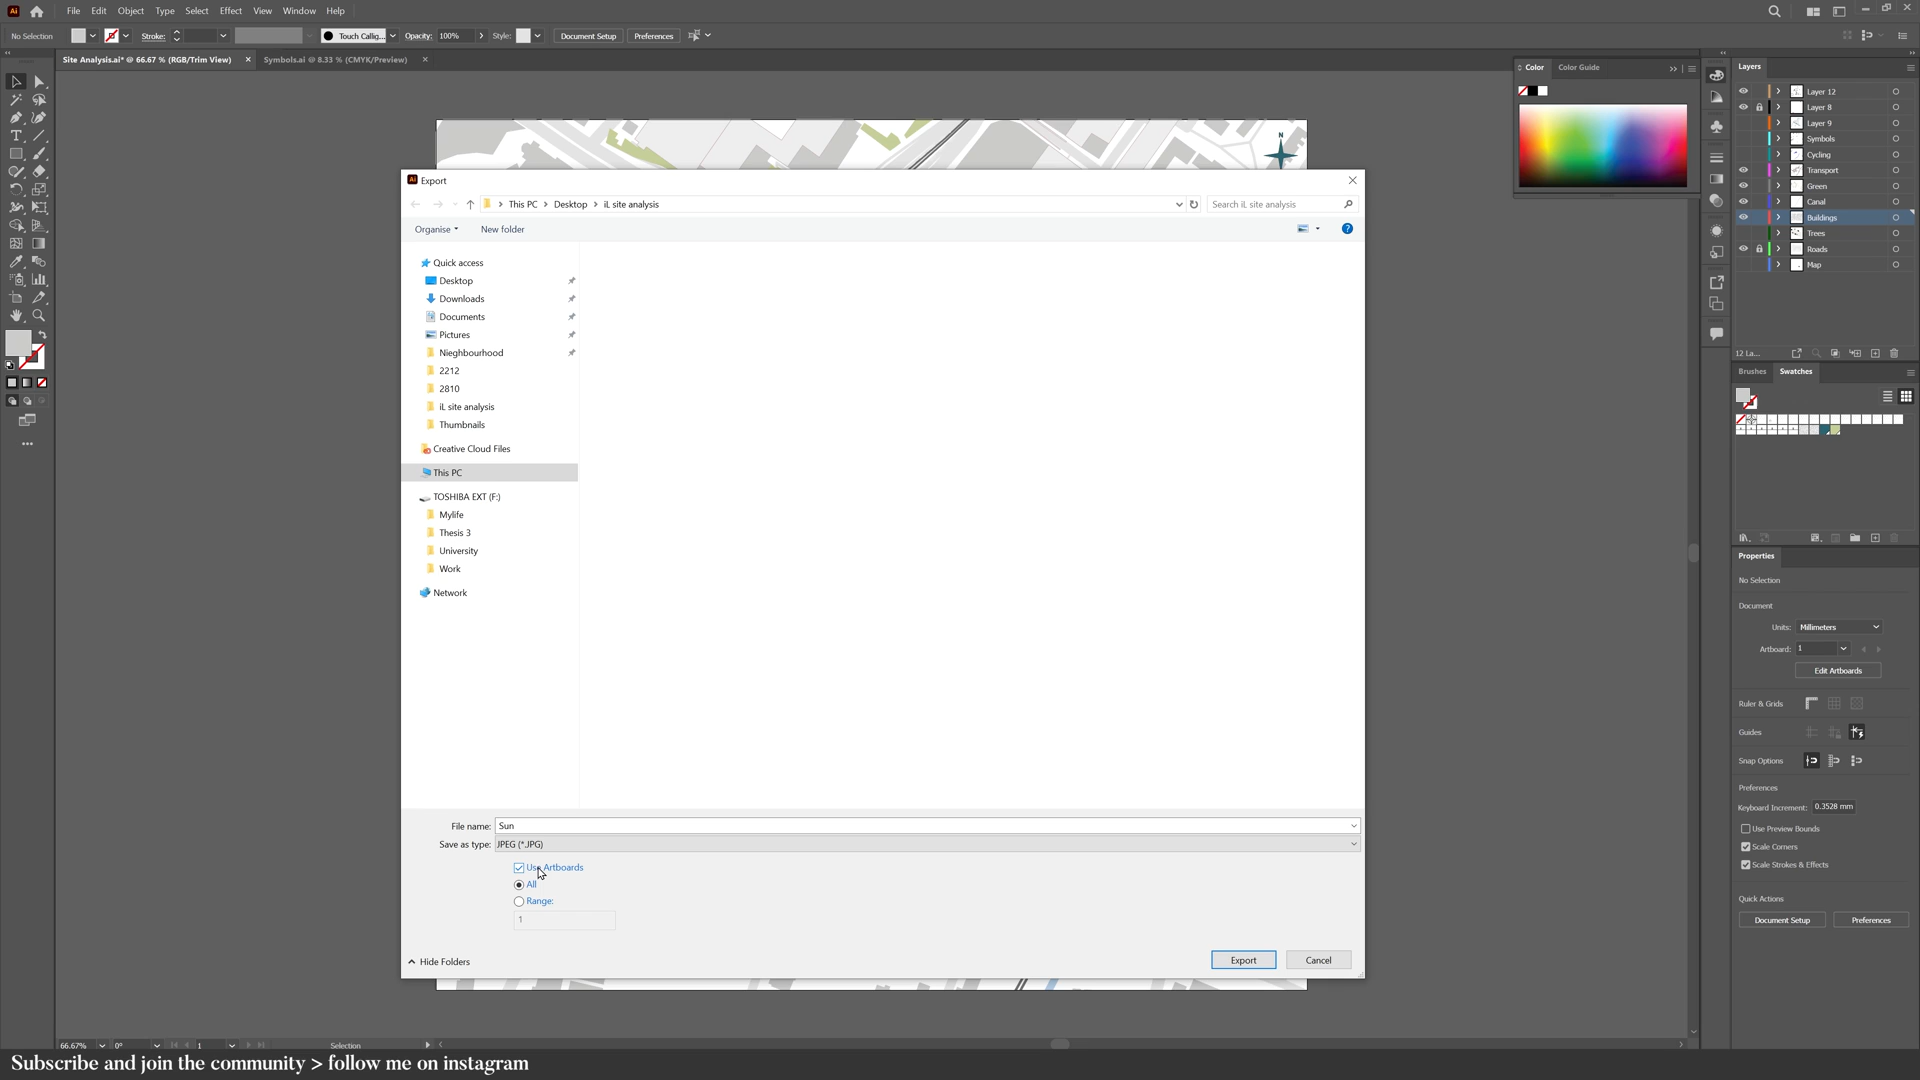 File Edit Object Type Select Effect View Window Help
No Selection Stroke: Touch Callig... Opacity: 100% Style: Document Setup Preferences
Site Analysis.ai* @ 66.67 % (RGB/Trim View) × Symbols.ai @ 8.33 % (CMYK/Preview) ×
Color Color Guide
Layers
Layer 12
Layer 8
Layer 9
Symbols
Cycling
Transport
Green
Canal
Buildings
Trees
Roads
Map
12 La...
Brushes Swatches
Properties
No Selection
Document
Units: Millimeters
Artboard: 1
Edit Artboards
Ruler & Grids
Guides
Snap Options
Preferences
Keyboard Increment: 0.3528 mm
Use Preview Bounds
Scale Corners
Scale Strokes & Effects
Quick Actions
Document Setup Preferences
N
Ai Export
This PC > Desktop > iL site analysis
Search iL site analysis
Organise New folder
Quick access
Desktop
Downloads
Documents
Pictures
Nieghbourhood
2212
2810
iL site analysis
Thumbnails
Creative Cloud Files
This PC
TOSHIBA EXT (F:)
Mylife
Thesis 3
University
Work
Network
File name: Sun
Save as type: JPEG (*.JPG)
Use Artboards
All
Range:
1
Hide Folders
Export Cancel
66.67% 0° 1 Selection
Subscribe and join the community > follow me on instagram